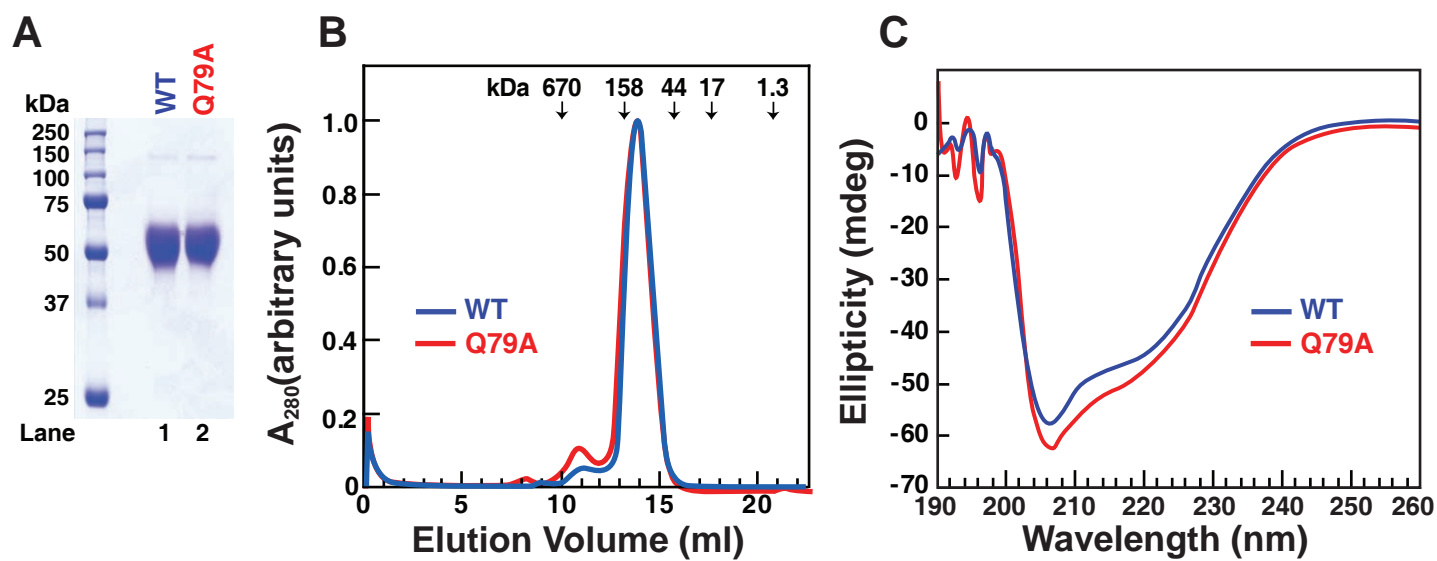 A
kDa
WT
Q79A
250
150
100
75
50
37
25
Lane 1 2
B
kDa 670 158 44 17 1.3
1.0
0.8
0.6
0.4
0.2
0
A280(arbitrary units)
WT
Q79A
0 5 10 15 20
Elution Volume (ml)
C
0
-10
-20
-30
-40
-50
-60
-70
Ellipticity (mdeg)
WT
Q79A
190 200 210 220 230 240 250 260
Wavelength (nm)